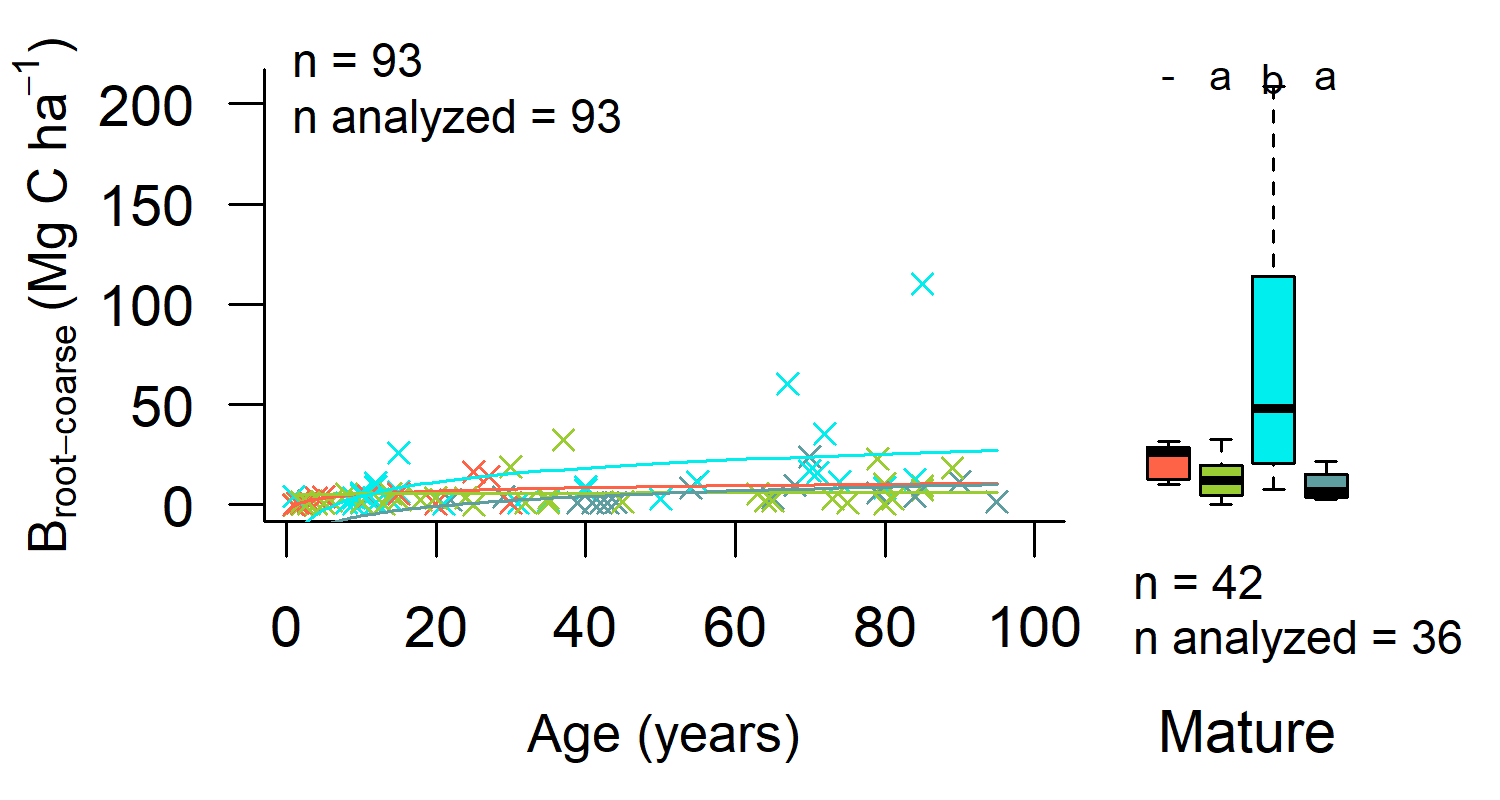 n = 93
n analyzed = 93
B root−coarse (Mg C ha−1)
200
150
100
50
0
- a b a
0 20 40 60 80 100
Age (years)
n = 42
n analyzed = 36
Mature